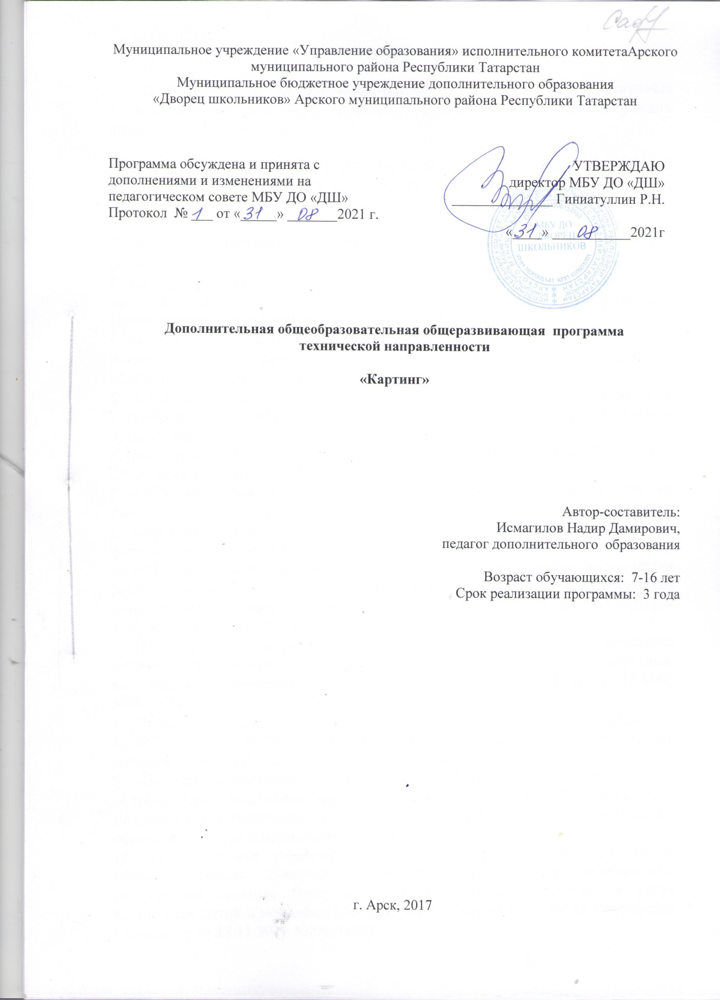 Муниципальное учреждение «Управление образования» исполнительного комитетаАрского
муниципального района Республики Татарстан
Муниципальное бюджетное учреждение дополнительного образования
«Дворец школьников» Арского муниципального района Республики Татарстан
Программа обсуждена и принята с
дополнениями и изменениями на
педагогическом совете МБУ ДО «ДШ»
Протокол № 1 от «31» 08 2021 г.
УТВЕРЖДАЮ
директор МБУ ДО «ДШ»
Гиниатуллин Р.Н.
«31» 08 2021г
МБУ ДО
ДВОРЕЦ
ШКОЛЬНИКОВ
ИНН 1609005141 КПП 160901001
Дополнительная общеобразовательная общеразвивающая программа
технической направленности
«Картинг»
Автор-составитель:
Исмагилов Надир Дамирович,
педагог дополнительного образования
Возраст обучающихся: 7-16 лет
Срок реализации программы: 3 года
г. Арск, 2017